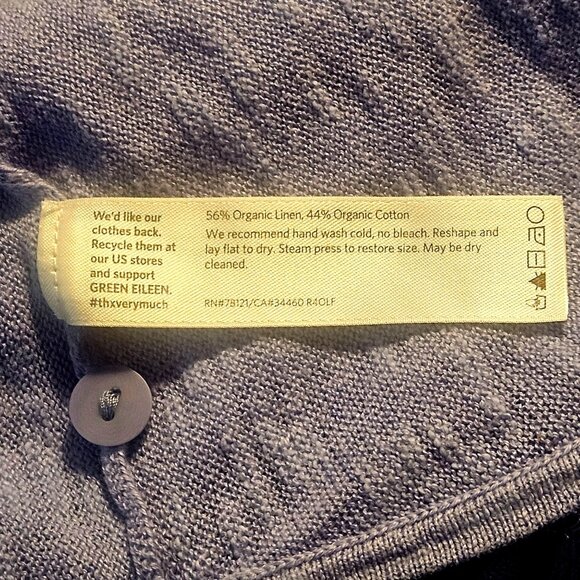 We'd like our
clothes back.
Recycle them at
our US stores
and support
GREEN EILEEN.
#thxverymuch
56% Organic Linen, 44% Organic Cotton
We recommend hand wash cold, no bleach. Reshape and
lay flat to dry. Steam press to restore size. May be dry
cleaned.
RN#78121/CA#34460 R4OLF